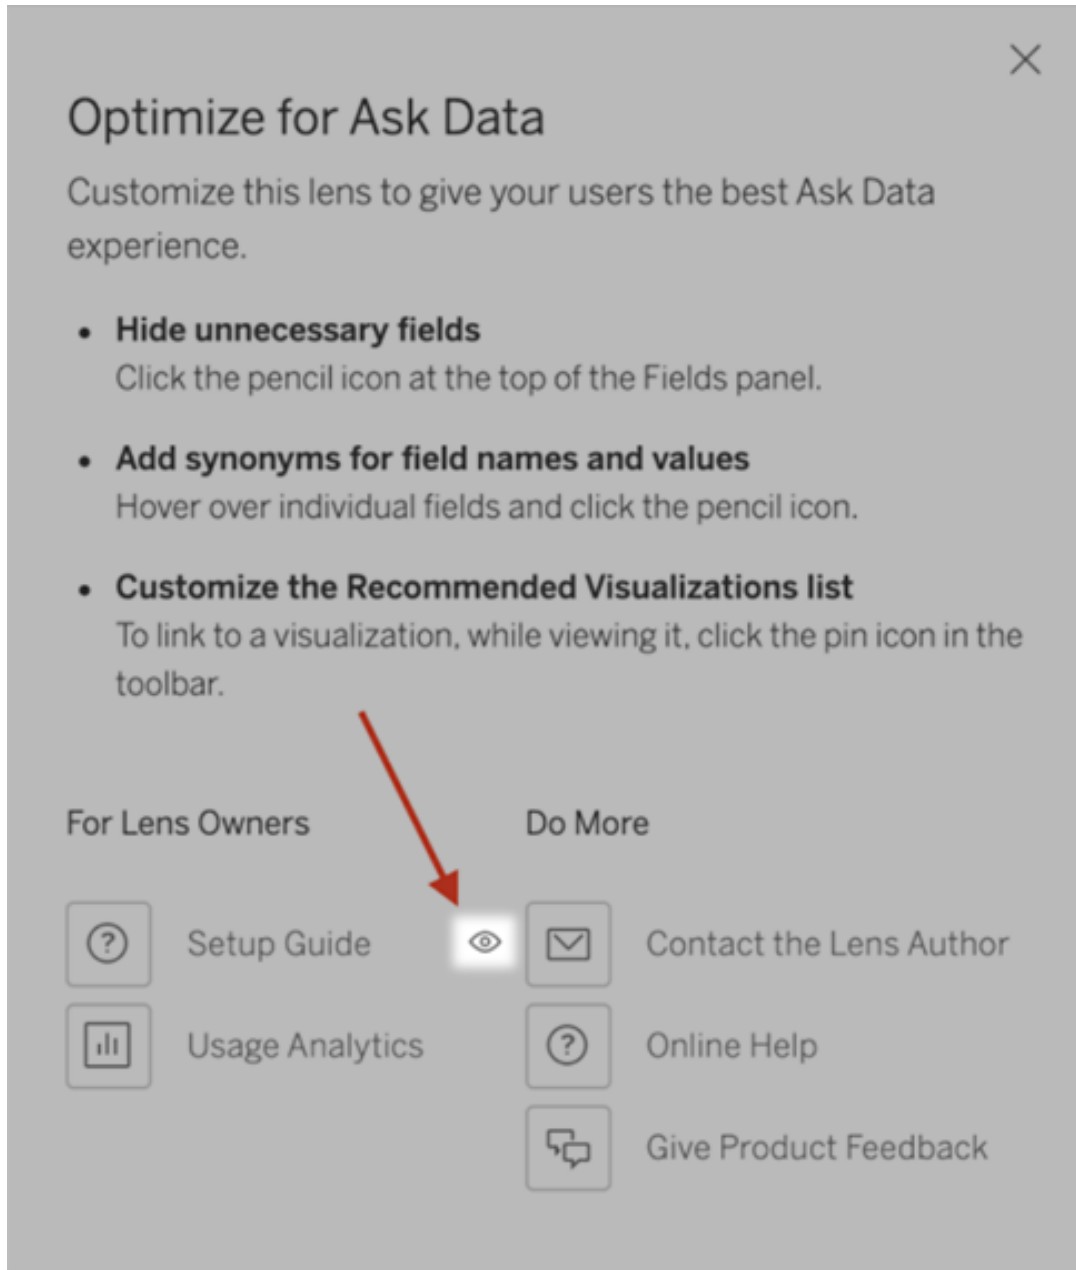 Optimize for Ask Data
Customize this lens to give your users the best Ask Data
experience.
• Hide unnecessary fields
Click the pencil icon at the top of the Fields panel.
• Add synonyms for field names and values
Hover over individual fields and click the pencil icon.
• Customize the Recommended Visualizations list
To link to a visualization, while viewing it, click the pin icon in the
toolbar.
For Lens Owners
Setup Guide
Usage Analytics
Do More
Contact the Lens Author
Online Help
Give Product Feedback